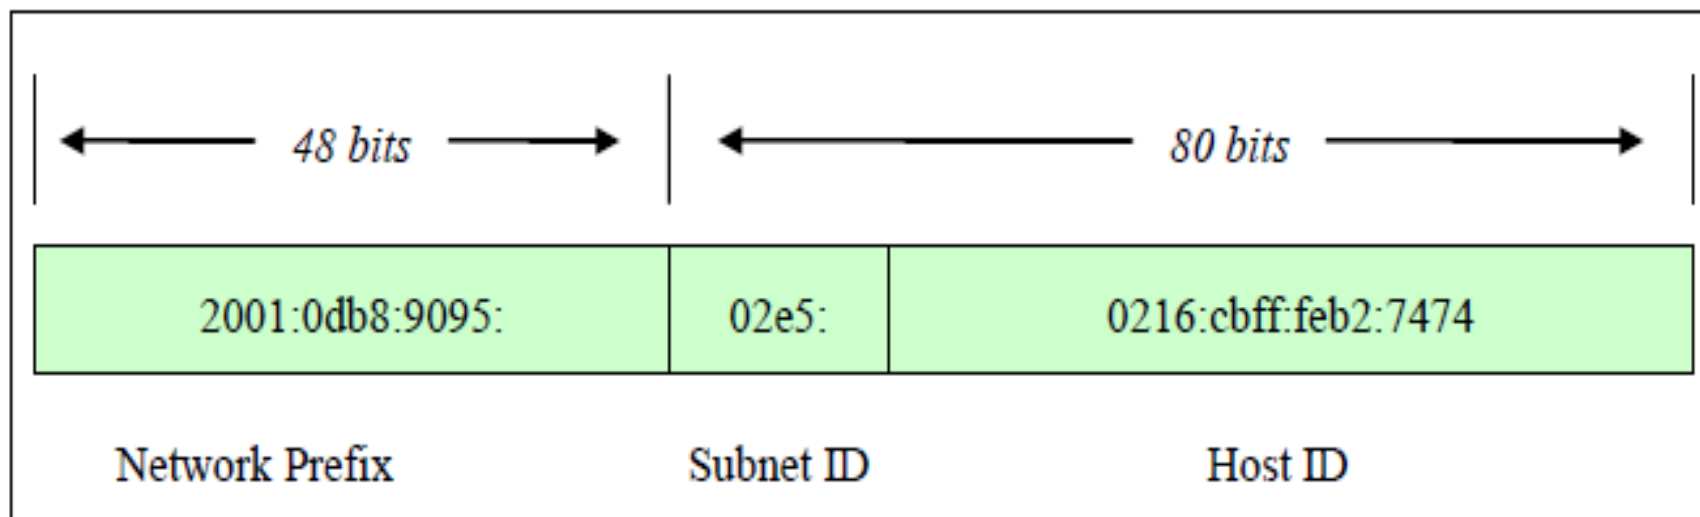 48 bits 80 bits
2001:0db8:9095: 02e5: 0216:cbff:feb2:7474
Network Prefix Subnet ID Host ID